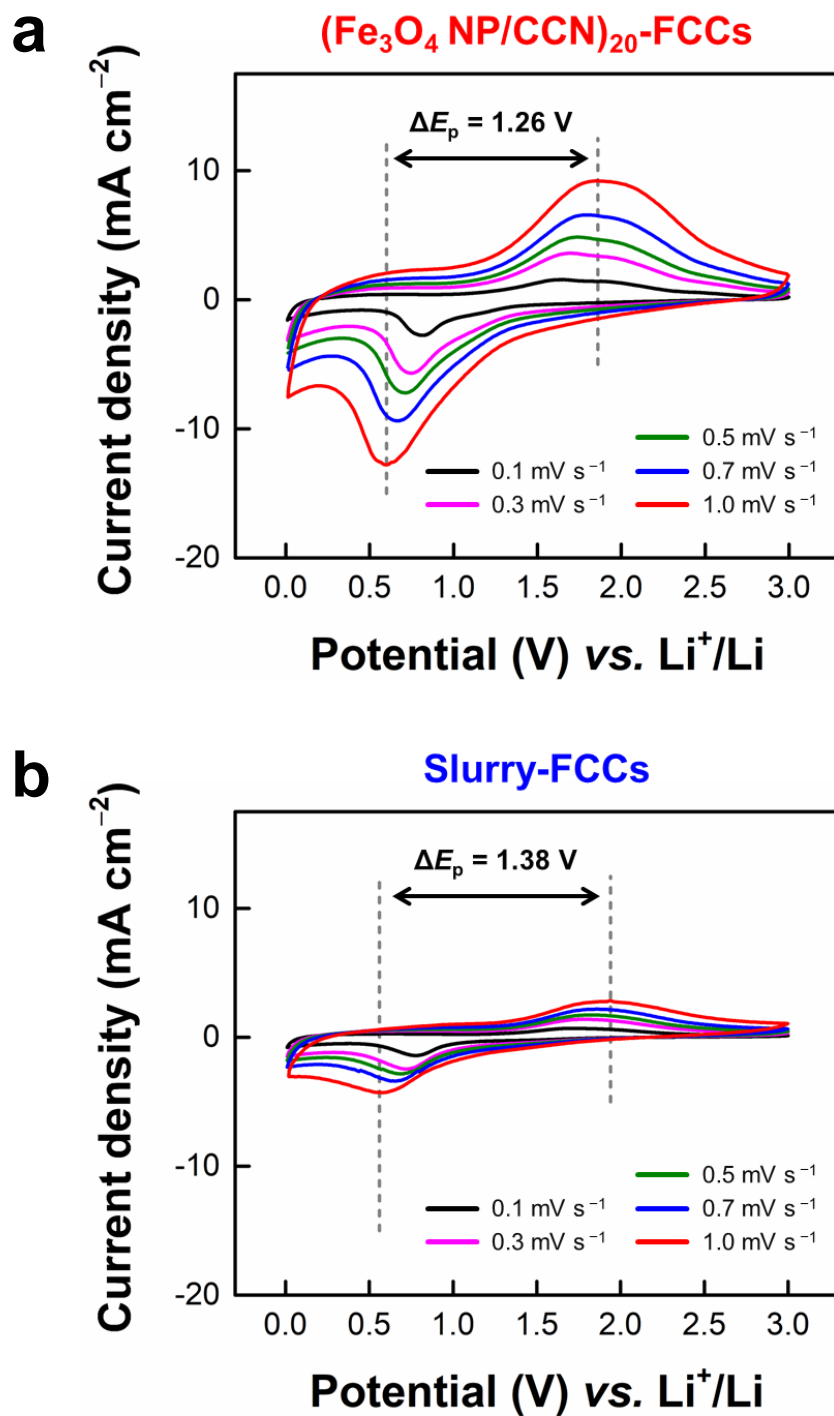 a
(Fe₃O₄ NP/CCN)₂₀-FCCs
ΔEₚ = 1.26 V
Current density (mA cm⁻²)
10
0
-10
-20
0.1 mV s⁻¹
0.3 mV s⁻¹
0.5 mV s⁻¹
0.7 mV s⁻¹
1.0 mV s⁻¹
0.0 0.5 1.0 1.5 2.0 2.5 3.0
Potential (V) vs. Li⁺/Li
b
Slurry-FCCs
ΔEₚ = 1.38 V
Current density (mA cm⁻²)
10
0
-10
-20
0.1 mV s⁻¹
0.3 mV s⁻¹
0.5 mV s⁻¹
0.7 mV s⁻¹
1.0 mV s⁻¹
0.0 0.5 1.0 1.5 2.0 2.5 3.0
Potential (V) vs. Li⁺/Li